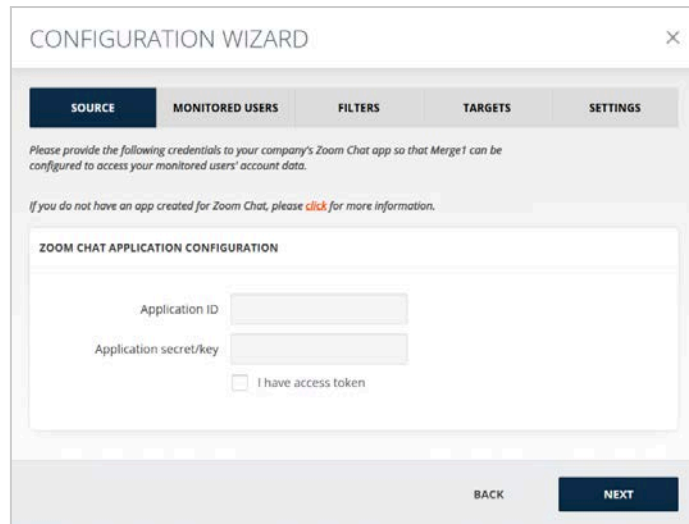 CONFIGURATION WIZARD
SOURCE MONITORED USERS FILTERS TARGETS SETTINGS
Please provide the following credentials to your company's Zoom Chat app so that Merge1 can be
configured to access your monitored users' account data.
If you do not have an app created for Zoom Chat, please click for more information.
ZOOM CHAT APPLICATION CONFIGURATION
Application ID
Application secret/key
I have access token
BACK NEXT